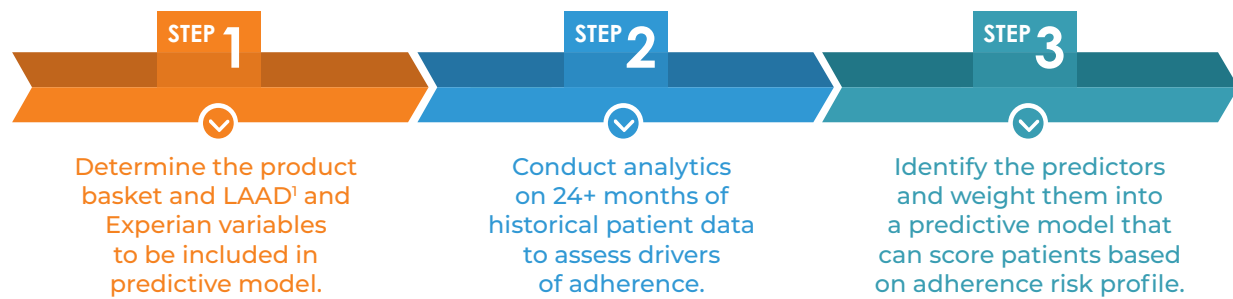 STEP 1
Determine the product
basket and LAAD¹ and
Experian variables
to be included in
predictive model.
STEP 2
Conduct analytics
on 24+ months of
historical patient data
to assess drivers
of adherence.
STEP 3
Identify the predictors
and weight them into
a predictive model that
can score patients based
on adherence risk profile.